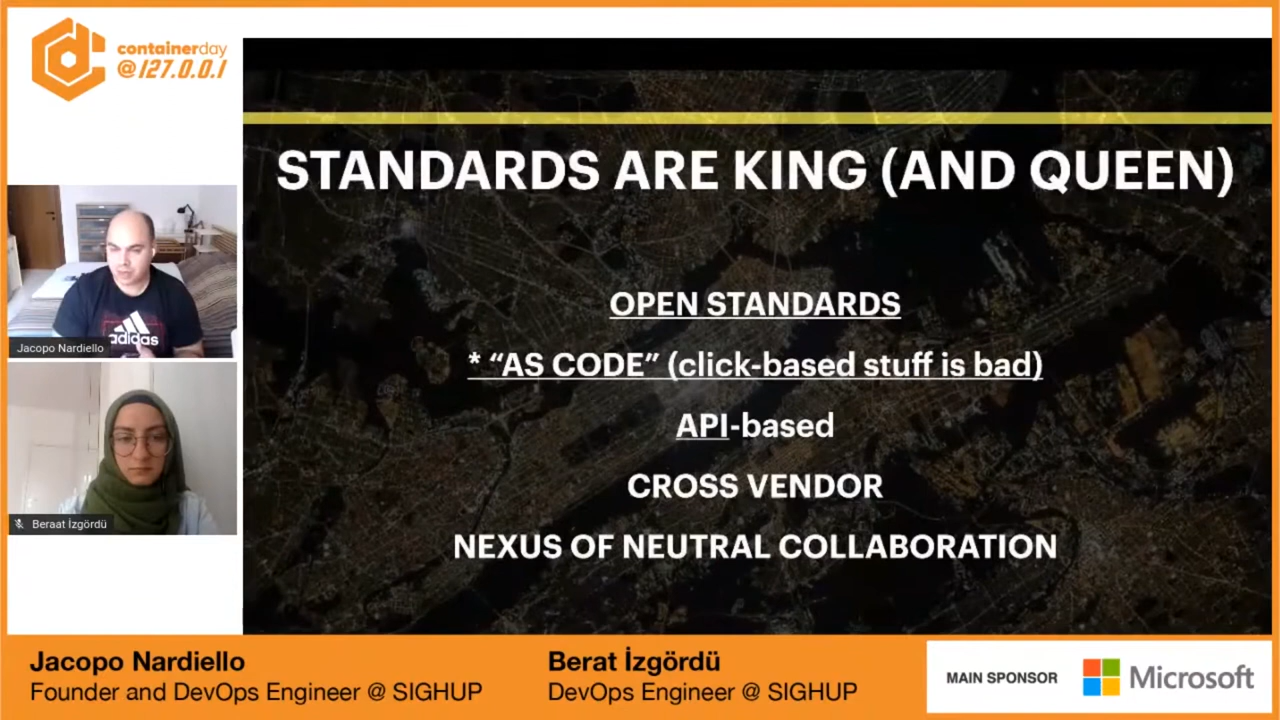 containerday
@127.0.0.1
STANDARDS ARE KING (AND QUEEN)
OPEN STANDARDS
* “AS CODE” (click-based stuff is bad)
API-based
CROSS VENDOR
NEXUS OF NEUTRAL COLLABORATION
adidas
Jacopo Nardiello
Beraat İzgördü
Jacopo Nardiello
Founder and DevOps Engineer @ SIGHUP
Berat İzgördü
DevOps Engineer @ SIGHUP
MAIN SPONSOR
Microsoft